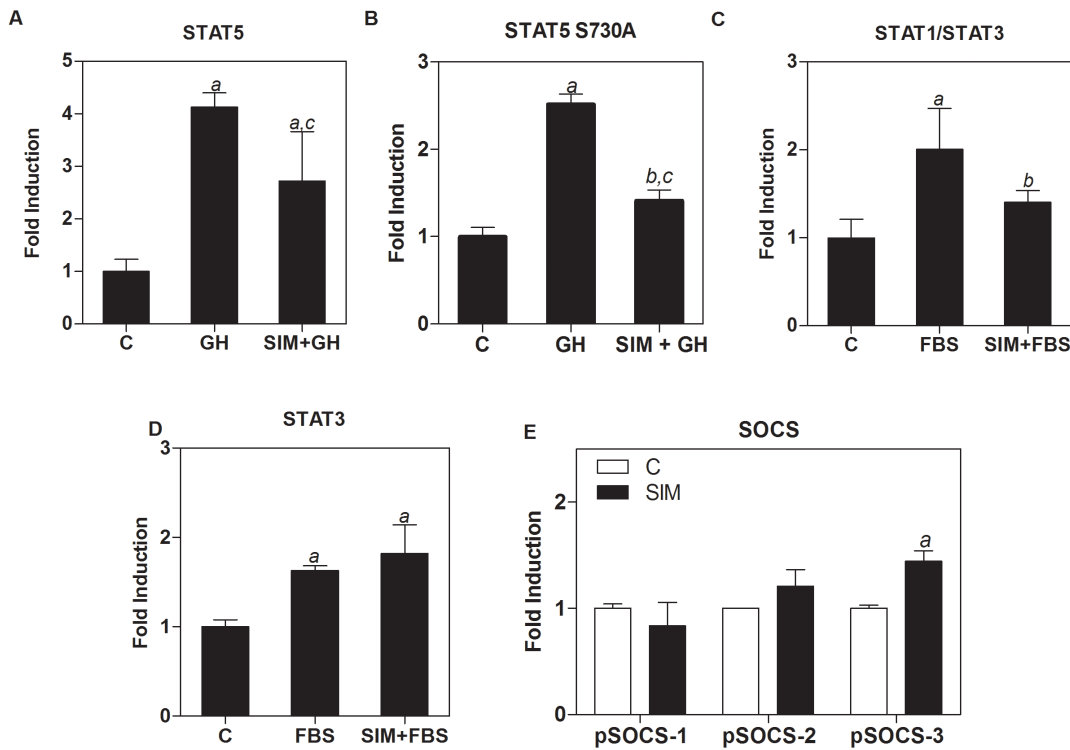 A
STAT5
Fold Induction
5
4
3
2
1
0
a
a,c
C GH SIM+GH
B
STAT5 S730A
Fold Induction
3
2
1
0
a
b,c
C GH SIM + GH
C
STAT1/STAT3
Fold Induction
3
2
1
0
a
b
C FBS SIM+FBS
D
STAT3
Fold Induction
3
2
1
0
a
a
C FBS SIM+FBS
E
SOCS
Fold Induction
2
1
0
C
SIM
a
pSOCS-1 pSOCS-2 pSOCS-3